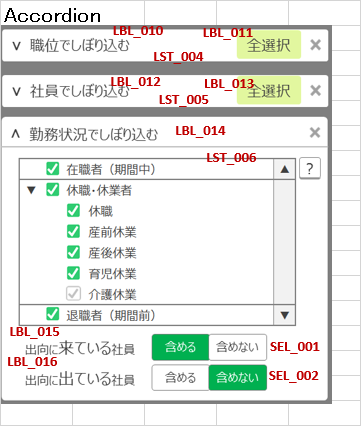 Accordion
LBL_010
LBL_011
∨ 職位でしぼり込む 全選択 ×
LST_004
LBL_012
LBL_013
∨ 社員でしぼり込む 全選択 ×
LST_005
∧ 勤務状況でしぼり込む LBL_014 ×
LST_006
在職者（期間中） ▲ ?
▼ 休職・休業者
休職
産前休業
産後休業
育児休業
介護休業
退職者（期間前） ▼
LBL_015
出向に来ている社員 含める 含めない SEL_001
LBL_016
出向に出ている社員 含める 含めない SEL_002